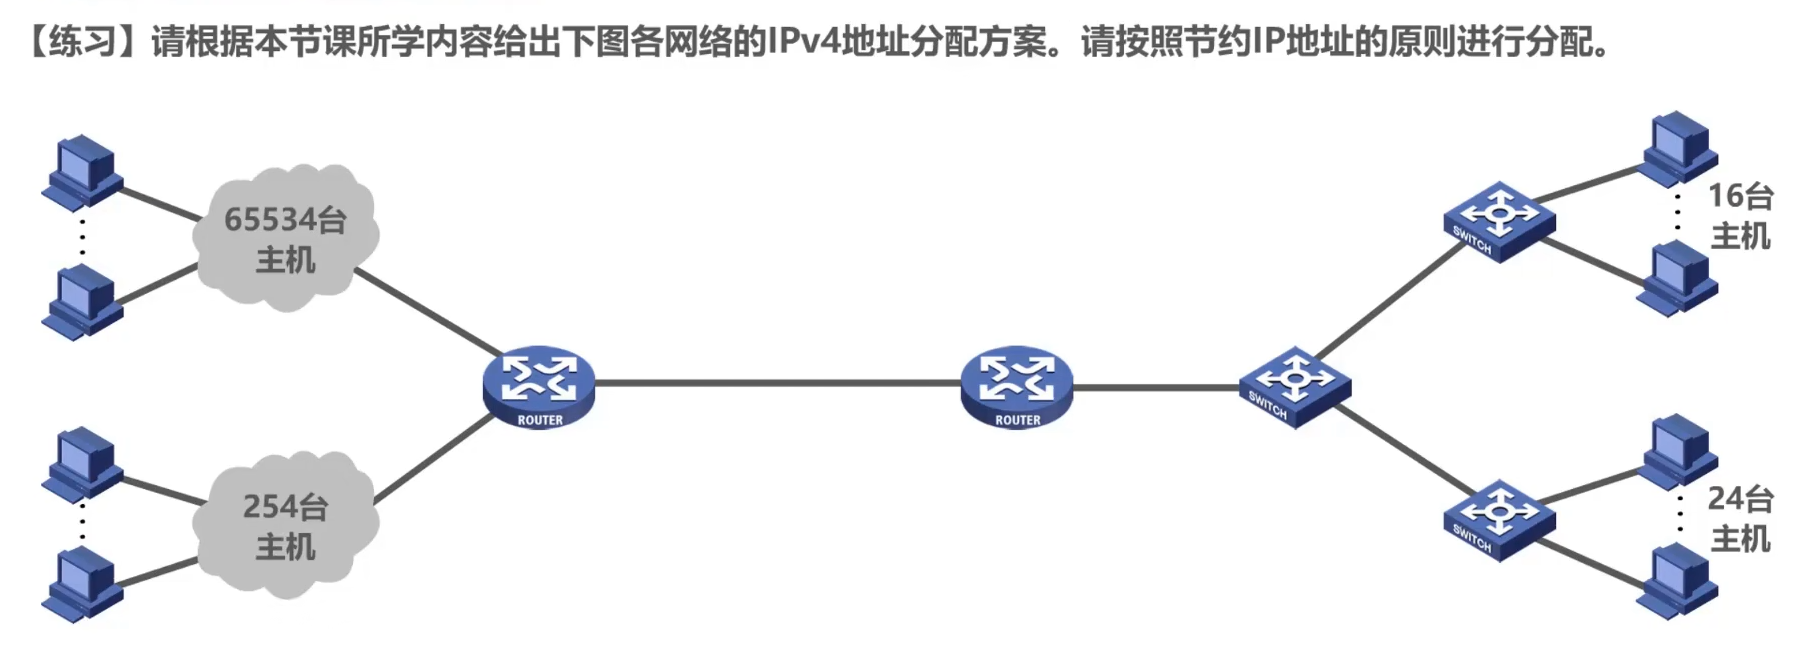 【练习】请根据本节课所学内容给出下图各网络的IPv4地址分配方案。请按照节约IP地址的原则进行分配。
65534台
主机
16台
主机
SWITCH
ROUTER
ROUTER
SWITCH
254台
主机
24台
主机
SWITCH